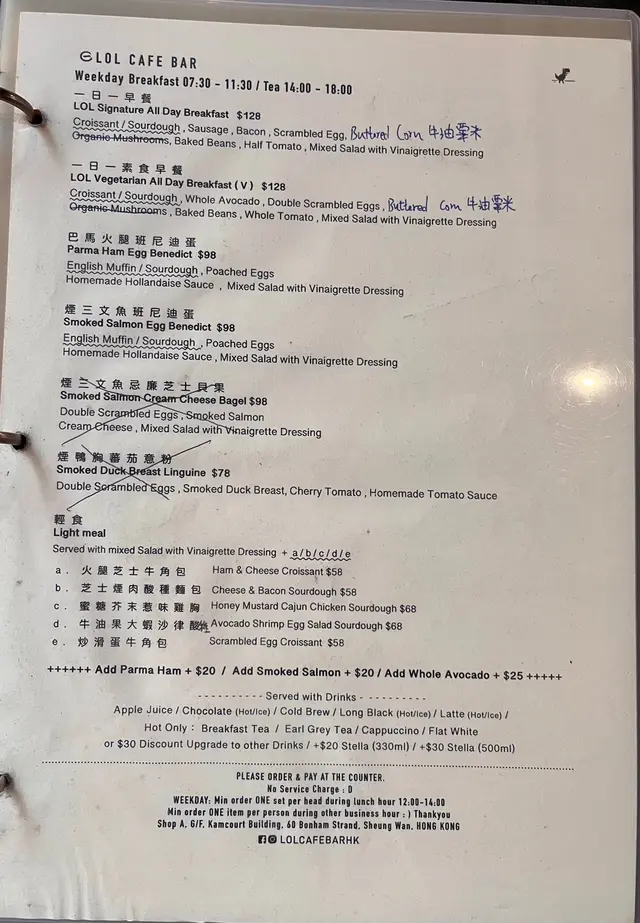 LOL CAFE BAR
Weekday Breakfast 07:30 - 11:30 / Tea 14:00 - 18:00
一日一早餐
LOL Signature All Day Breakfast $128
Croissant / Sourdough , Sausage , Bacon , Scrambled Egg, Buttured Corn 牛油粟米
Organic Mushrooms, Baked Beans , Half Tomato , Mixed Salad with Vinaigrette Dressing
一日一素食早餐
LOL Vegetarian All Day Breakfast ( V ) $128
Croissant / Sourdough , Whole Avocado , Double Scrambled Eggs , Buttured Corn 牛油粟米
Organic Mushrooms , Baked Beans , Whole Tomato , Mixed Salad with Vinaigrette Dressing
巴馬火腿班尼迪蛋
Parma Ham Egg Benedict $98
English Muffin / Sourdough , Poached Eggs
Homemade Hollandaise Sauce , Mixed Salad with Vinaigrette Dressing
煙三文魚班尼迪蛋
Smoked Salmon Egg Benedict $98
English Muffin / Sourdough , Poached Eggs
Homemade Hollandaise Sauce , Mixed Salad with Vinaigrette Dressing
煙三文魚忌廉芝士貝果
Smoked Salmon Cream Cheese Bagel $98
Double Scrambled Eggs , Smoked Salmon
Cream Cheese , Mixed Salad with Vinaigrette Dressing
煙鴨胸蕃茄意粉
Smoked Duck Breast Linguine $78
Double Scrambled Eggs , Smoked Duck Breast, Cherry Tomato , Homemade Tomato Sauce
輕食
Light meal
Served with mixed Salad with Vinaigrette Dressing + a/b/c/d/e
a . 火腿芝士牛角包 Ham & Cheese Croissant $58
b . 芝士煙肉酸種麵包 Cheese & Bacon Sourdough $58
c . 蜜糖芥末惹味雞胸 Honey Mustard Cajun Chicken Sourdough $68
d . 牛油果大蝦沙律酸 Avocado Shrimp Egg Salad Sourdough $68
e . 炒滑蛋牛角包 Scrambled Egg Croissant $58
++++++ Add Parma Ham + $20 / Add Smoked Salmon + $20 / Add Whole Avocado + $25 +++++
- - - - - - - - - - Served with Drinks - - - - - - - - - -
Apple Juice / Chocolate (Hot/Ice) / Cold Brew / Long Black (Hot/Ice) / Latte (Hot/Ice) /
Hot Only : Breakfast Tea / Earl Grey Tea / Cappuccino / Flat White
or $30 Discount Upgrade to other Drinks / +$20 Stella (330ml) / +$30 Stella (500ml)
PLEASE ORDER & PAY AT THE COUNTER.
No Service Charge : D
WEEKDAY: Min order ONE set per head during lunch hour 12:00-14:00
Min order ONE item per person during other business hour : ) Thankyou
Shop A, G/F, Kamcourt Building, 60 Bonham Strand, Sheung Wan, HONG KONG
LOLCAFEBARHK